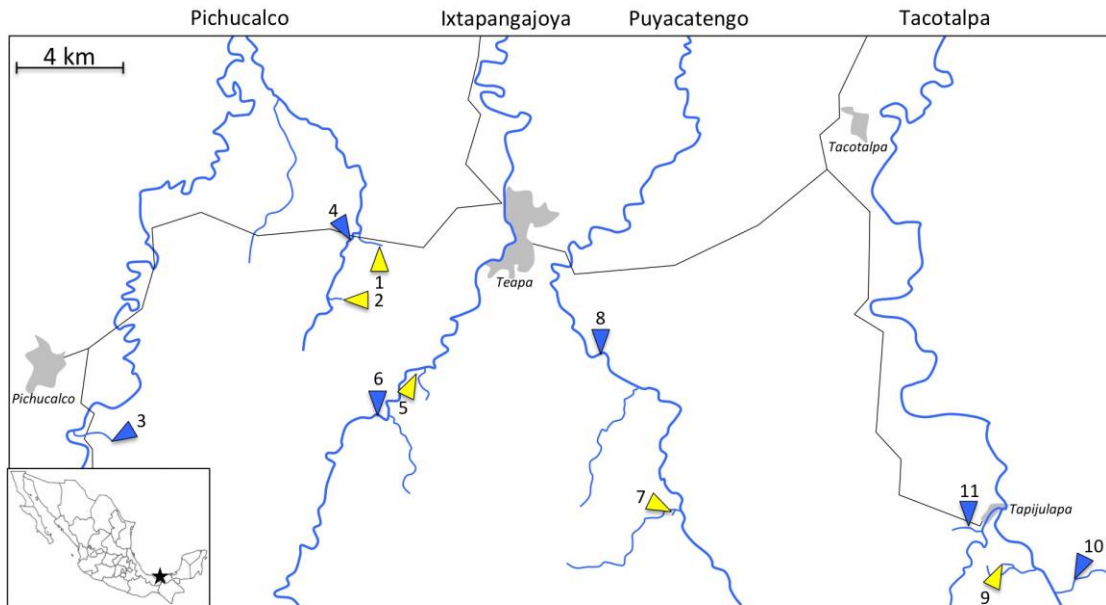 Pichucalco Ixtapangajoya Puyacatengo Tacotalpa
4 km
Tacotalpa
4
1
Teapa
2
8
Pichucalco
6
5
3
7
11
Tapijulapa
10
9